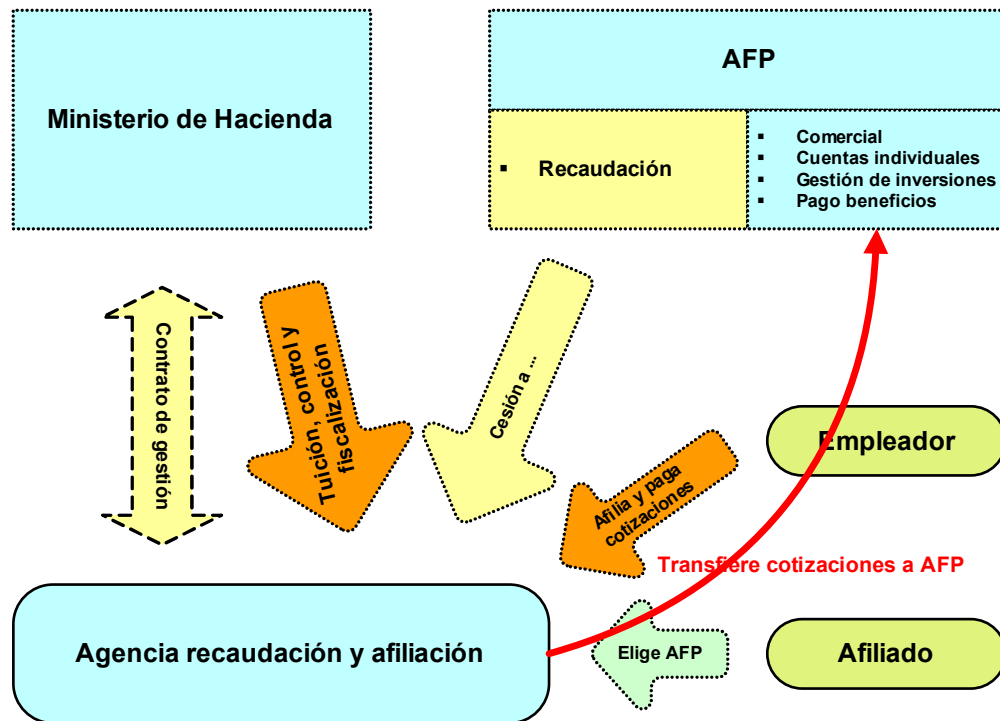 Ministerio de Hacienda
AFP
▪ Recaudación
▪ Comercial
▪ Cuentas individuales
▪ Gestión de inversiones
▪ Pago beneficios
Contrato de
gestión
Tuición, control y
fiscalización
Cesión a ...
Afilia y paga
cotizaciones
Empleador
Transfiere cotizaciones a AFP
Agencia recaudación y afiliación
Elige AFP
Afiliado